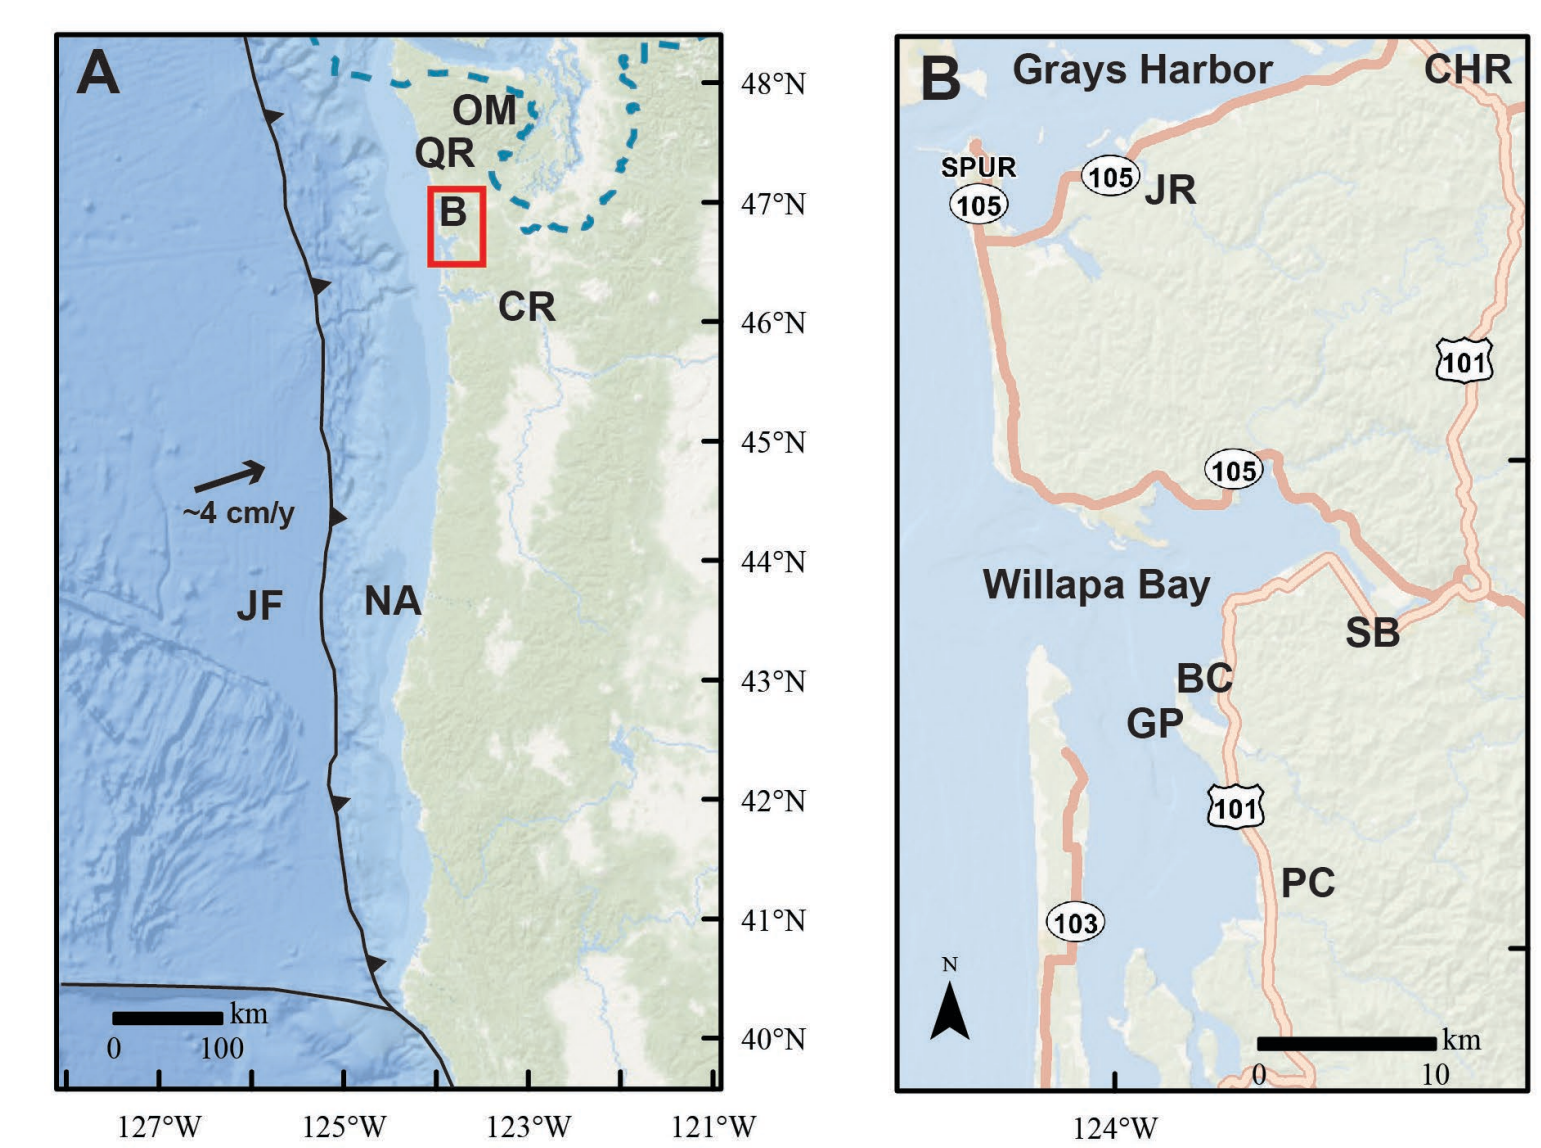 A
OM
QR
B
CR
~4 cm/y
JF
NA
km
0
100
48°N
47°N
46°N
45°N
44°N
43°N
42°N
41°N
40°N
127°W
125°W
123°W
121°W
B
Grays Harbor
CHR
SPUR
105
105
JR
101
105
Willapa Bay
SB
BC
GP
101
PC
103
N
km
0
10
124°W